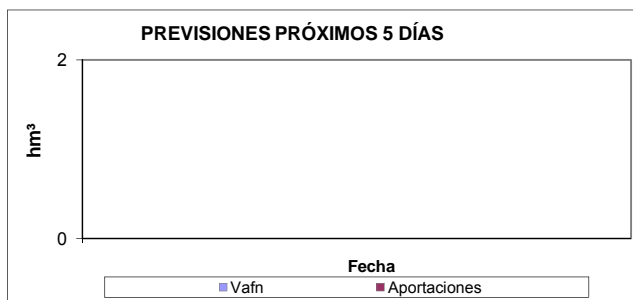 PREVISIONES PRÓXIMOS 5 DÍAS
2
hm³
0
Fecha
Vafn Aportaciones